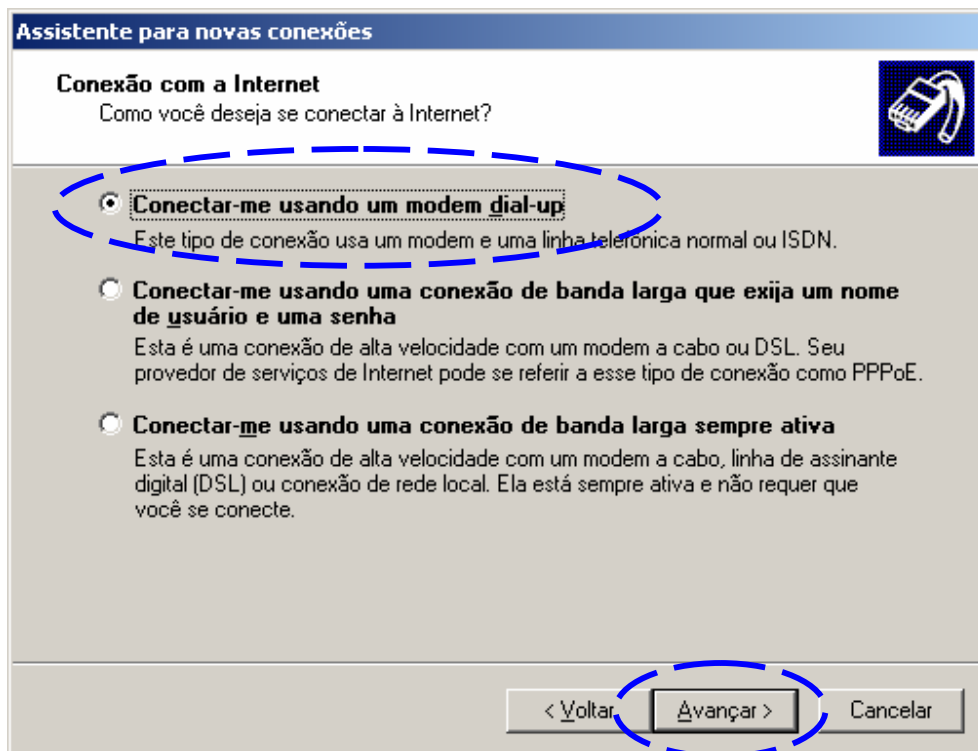 Assistente para novas conexões
Conexão com a Internet
Como você deseja se conectar à Internet?
Conectar-me usando um modem dial-up
Este tipo de conexão usa um modem e uma linha telefônica normal ou ISDN.
Conectar-me usando uma conexão de banda larga que exija um nome
de usuário e uma senha
Esta é uma conexão de alta velocidade com um modem a cabo ou DSL. Seu
provedor de serviços de Internet pode se referir a esse tipo de conexão como PPPoE.
Conectar-me usando uma conexão de banda larga sempre ativa
Esta é uma conexão de alta velocidade com um modem a cabo, linha de assinante
digital (DSL) ou conexão de rede local. Ela está sempre ativa e não requer que
você se conecte.
< Voltar Avançar > Cancelar